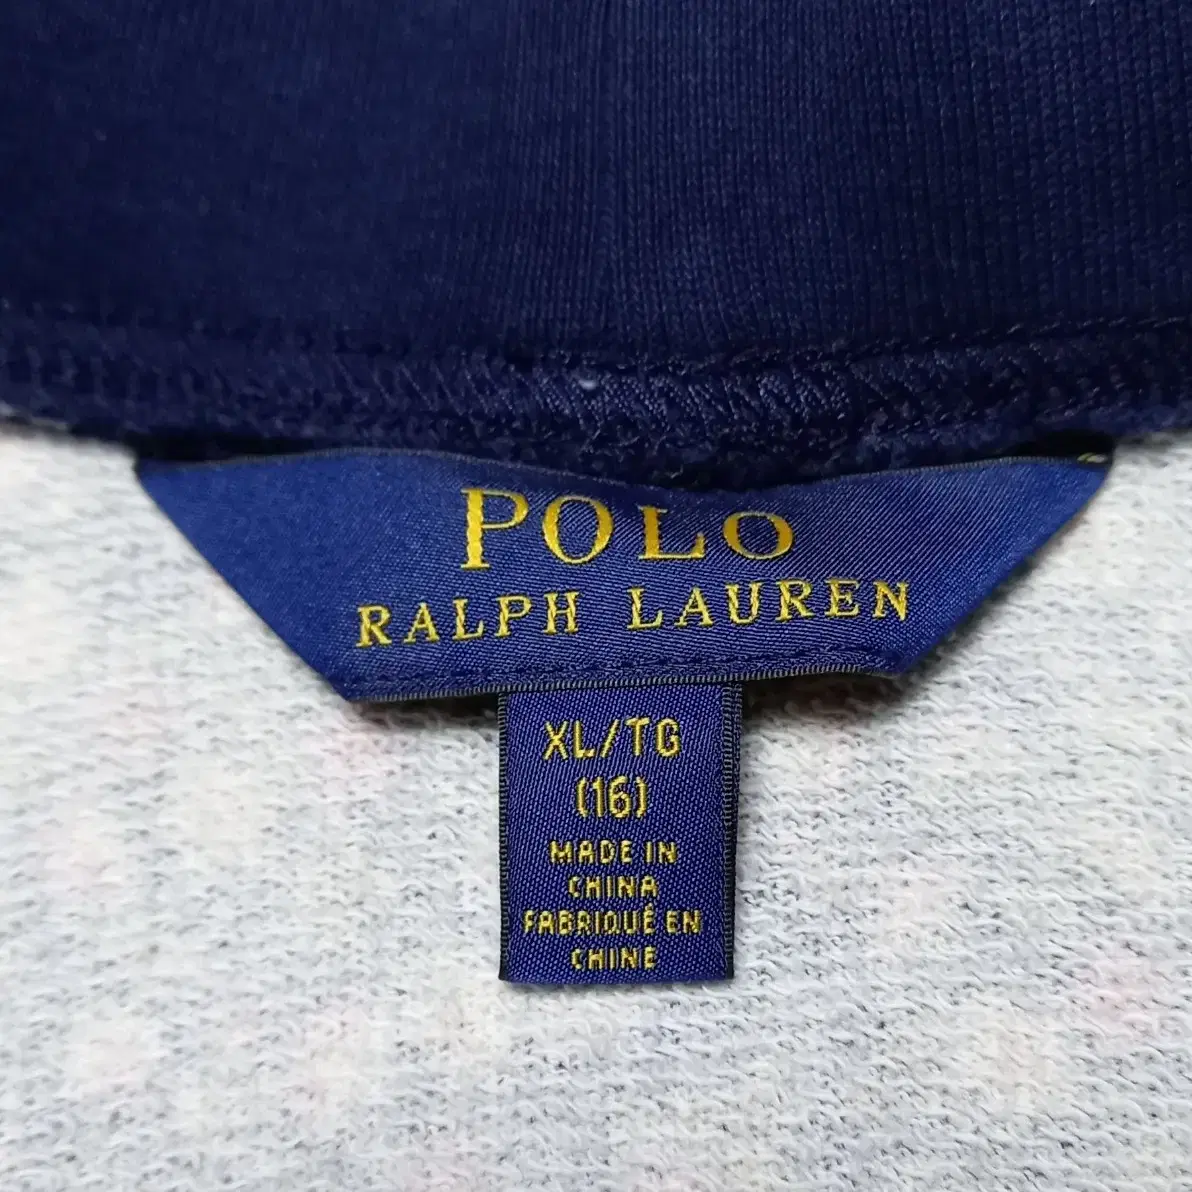 POLO
RALPH LAUREN
XL/TG
(16)
MADE IN
CHINA
FABRIQUÉ EN
CHINE